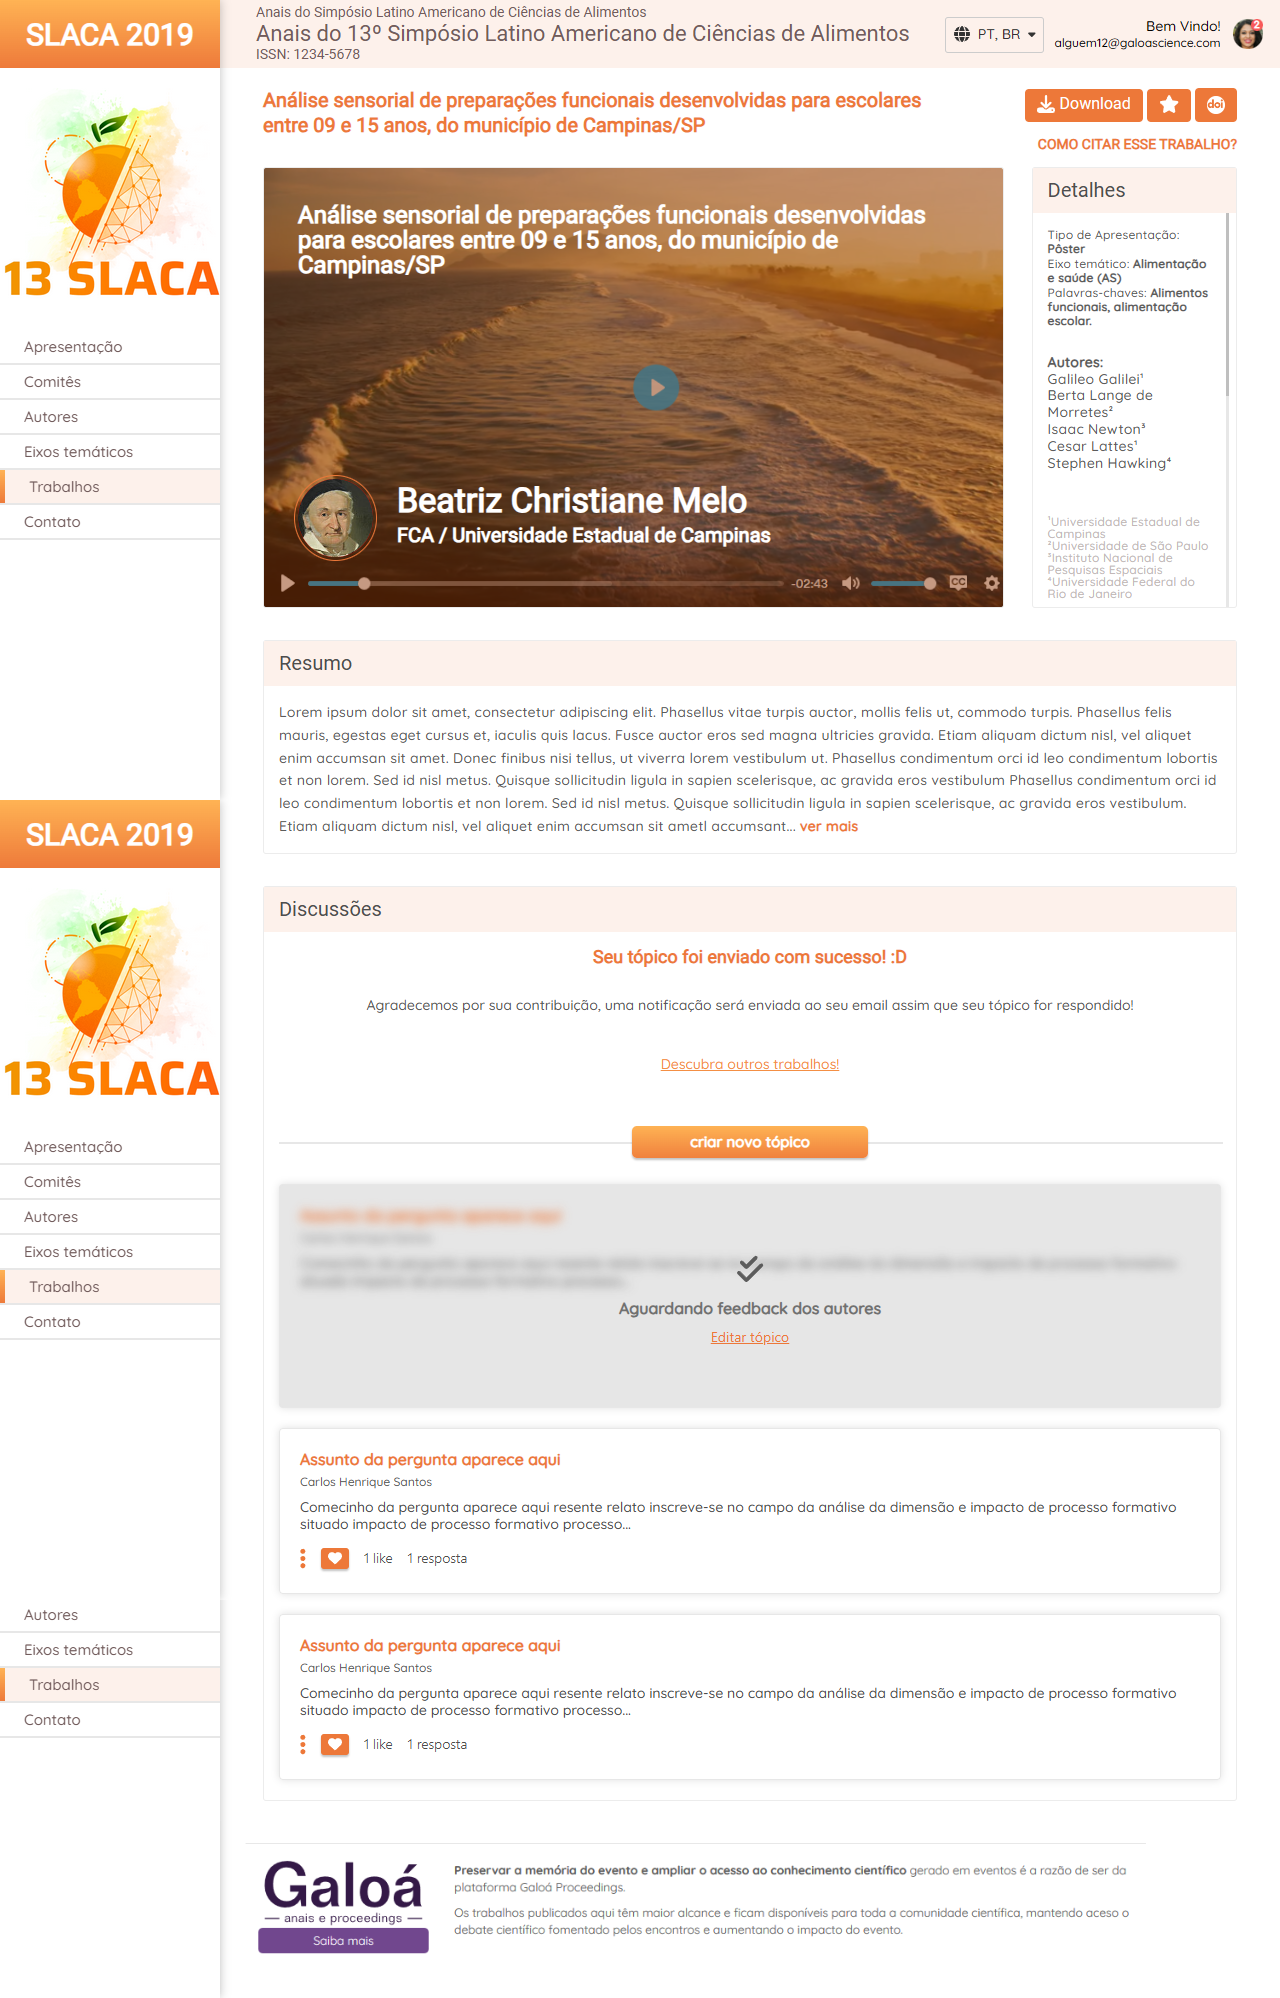 SLACA 2019
Anais do Simpósio Latino Americano de Ciências de Alimentos
Anais do 13º Simpósio Latino Americano de Ciências de Alimentos
ISSN: 1234-5678
PT, BR
Bem Vindo!
alguem12@galoascience.com
2
13 SLACA
Apresentação
Comitês
Autores
Eixos temáticos
Trabalhos
Contato
Análise sensorial de preparações funcionais desenvolvidas para escolares
entre 09 e 15 anos, do município de Campinas/SP
Download
doi
COMO CITAR ESSE TRABALHO?
Análise sensorial de preparações funcionais desenvolvidas
para escolares entre 09 e 15 anos, do município de
Campinas/SP
Beatriz Christiane Melo
FCA / Universidade Estadual de Campinas
-02:43
CC
Detalhes
Tipo de Apresentação:
Pôster
Eixo temático: Alimentação
e saúde (AS)
Palavras-chaves: Alimentos
funcionais, alimentação
escolar.
Autores:
Galileo Galilei¹
Berta Lange de
Morretes²
Isaac Newton³
Cesar Lattes¹
Stephen Hawking⁴
¹Universidade Estadual de
Campinas
²Universidade de São Paulo
³Instituto Nacional de
Pesquisas Espaciais
⁴Universidade Federal do
Rio de Janeiro
Resumo
Lorem ipsum dolor sit amet, consectetur adipiscing elit. Phasellus vitae turpis auctor, mollis felis ut, commodo turpis. Phasellus felis
mauris, egestas eget cursus et, iaculis quis lacus. Fusce auctor eros sed magna ultricies gravida. Etiam aliquam dictum nisl, vel aliquet
enim accumsan sit amet. Donec finibus nisi tellus, ut viverra lorem vestibulum ut. Phasellus condimentum orci id leo condimentum lobortis
et non lorem. Sed id nisl metus. Quisque sollicitudin ligula in sapien scelerisque, ac gravida eros vestibulum Phasellus condimentum orci id
leo condimentum lobortis et non lorem. Sed id nisl metus. Quisque sollicitudin ligula in sapien scelerisque, ac gravida eros vestibulum.
Etiam aliquam dictum nisl, vel aliquet enim accumsan sit ametl accumsant... ver mais
SLACA 2019
13 SLACA
Apresentação
Comitês
Autores
Eixos temáticos
Trabalhos
Contato
Discussões
Seu tópico foi enviado com sucesso! :D
Agradecemos por sua contribuição, uma notificação será enviada ao seu email assim que seu tópico for respondido!
Descubra outros trabalhos!
criar novo tópico
Aguardando feedback dos autores
Editar tópico
Assunto da pergunta aparece aqui
Carlos Henrique Santos
Comecinho da pergunta aparece aqui resente relato inscreve-se no campo da análise da dimensão e impacto de processo formativo
situado impacto de processo formativo processo...
1 like 1 resposta
Autores
Eixos temáticos
Trabalhos
Contato
Assunto da pergunta aparece aqui
Carlos Henrique Santos
Comecinho da pergunta aparece aqui resente relato inscreve-se no campo da análise da dimensão e impacto de processo formativo
situado impacto de processo formativo processo...
1 like 1 resposta
Galoá
anais e proceedings
Saiba mais
Preservar a memória do evento e ampliar o acesso ao conhecimento científico gerado em eventos é a razão de ser da
plataforma Galoá Proceedings.
Os trabalhos publicados aqui têm maior alcance e ficam disponíveis para toda a comunidade científica, mantendo aceso o
debate científico fomentado pelos encontros e aumentando o impacto do evento.